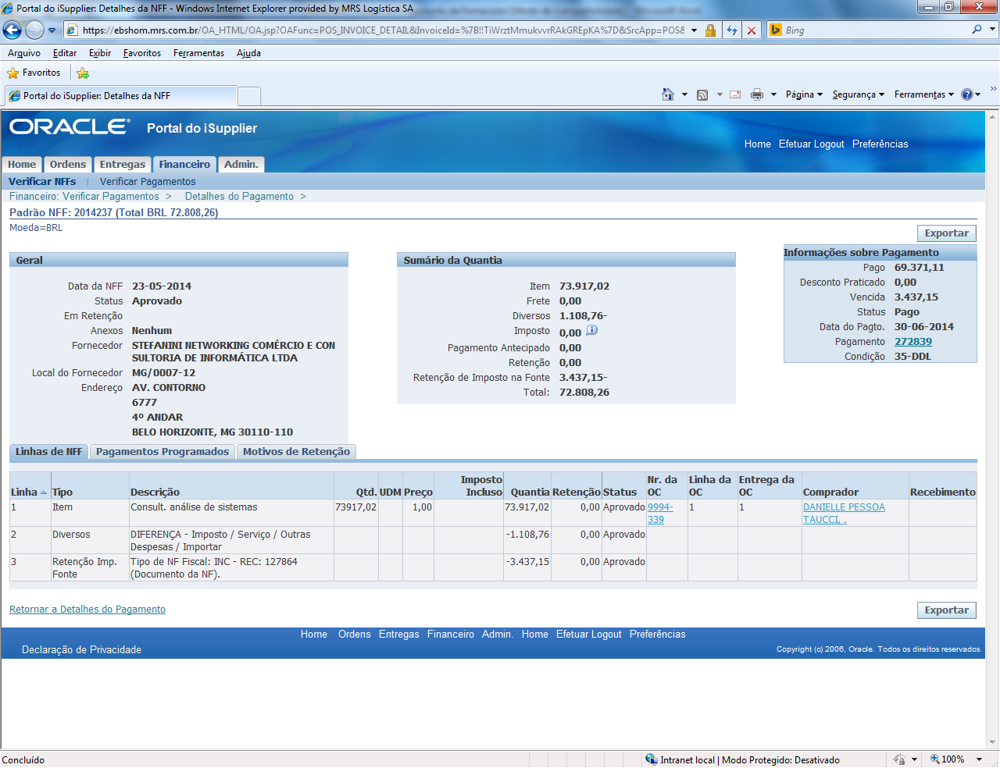 Portal do iSupplier: Detalhes da NFF - Windows Internet Explorer provided by MRS Logística SA
https://ebshom.mrs.com.br/OA_HTML/OA.jsp?OAFunc=POS_INVOICE_DETAIL&InvoiceId=%7B!!TiWrztMmukvvrRAkGREpKA%7D&SrcApp=POS&
Bing
Arquivo Editar Exibir Favoritos Ferramentas Ajuda
Favoritos
Portal do iSupplier: Detalhes da NFF
Página Segurança Ferramentas
ORACLE® Portal do iSupplier
Home Efetuar Logout Preferências
Home Ordens Entregas Financeiro Admin.
Verificar NFFs | Verificar Pagamentos
Financeiro: Verificar Pagamentos > Detalhes do Pagamento >
Padrão NFF: 2014237 (Total BRL 72.808,26)
Moeda=BRL
Exportar
Geral
Data da NFF 23-05-2014
Status Aprovado
Em Retenção
Anexos Nenhum
Fornecedor STEFANINI NETWORKING COMÉRCIO E CON
SULTORIA DE INFORMÁTICA LTDA
Local do Fornecedor MG/0007-12
Endereço AV. CONTORNO
6777
4º ANDAR
BELO HORIZONTE, MG 30110-110
Sumário da Quantia
Item 73.917,02
Frete 0,00
Diversos 1.108,76-
Imposto 0,00
Pagamento Antecipado 0,00
Retenção 0,00
Retenção de Imposto na Fonte 3.437,15-
Total: 72.808,26
Informações sobre Pagamento
Pago 69.371,11
Desconto Praticado 0,00
Vencida 3.437,15
Status Pago
Data do Pagto. 30-06-2014
Pagamento 272839
Condição 35-DDL
Linhas de NFF Pagamentos Programados Motivos de Retenção
Linha Tipo Descrição Qtd. UDM Preço Imposto Incluso Quantia Retenção Status Nr. da OC Linha da OC Entrega da OC Comprador Recebimento
1 Item Consult. análise de sistemas 73917,02 1,00 73.917,02 0,00 Aprovado 9994-339 1 1 DANIELLE PESSOA TAUCCI, .
2 Diversos DIFERENÇA - Imposto / Serviço / Outras Despesas / Importar -1.108,76 0,00 Aprovado
3 Retenção Imp. Fonte Tipo de NF Fiscal: INC - REC: 127864 (Documento da NF). -3.437,15 0,00 Aprovado
Retornar a Detalhes do Pagamento
Exportar
Home Ordens Entregas Financeiro Admin. Home Efetuar Logout Preferências
Declaração de Privacidade
Copyright (c) 2006, Oracle. Todos os direitos reservados.
Concluído
Intranet local | Modo Protegido: Desativado
100%